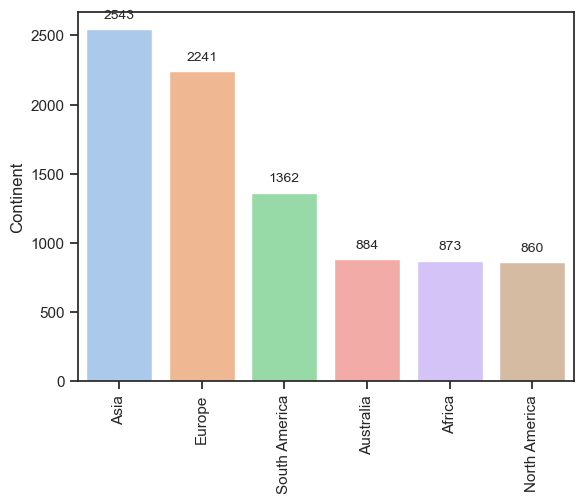 2543
2500
2241
2000
1500
1362
1000
884
873
860
500
0
Continent
Asia
Europe
South America
Australia
Africa
North America